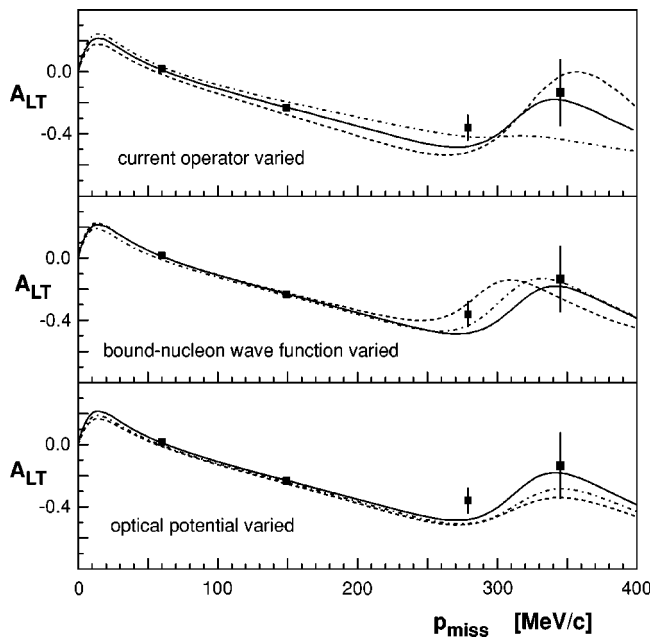 0.0
A_LT
-0.4
current operator varied
0.0
A_LT
-0.4
bound-nucleon wave function varied
0.0
A_LT
-0.4
optical potential varied
0 100 200 300 400
p_miss [MeV/c]